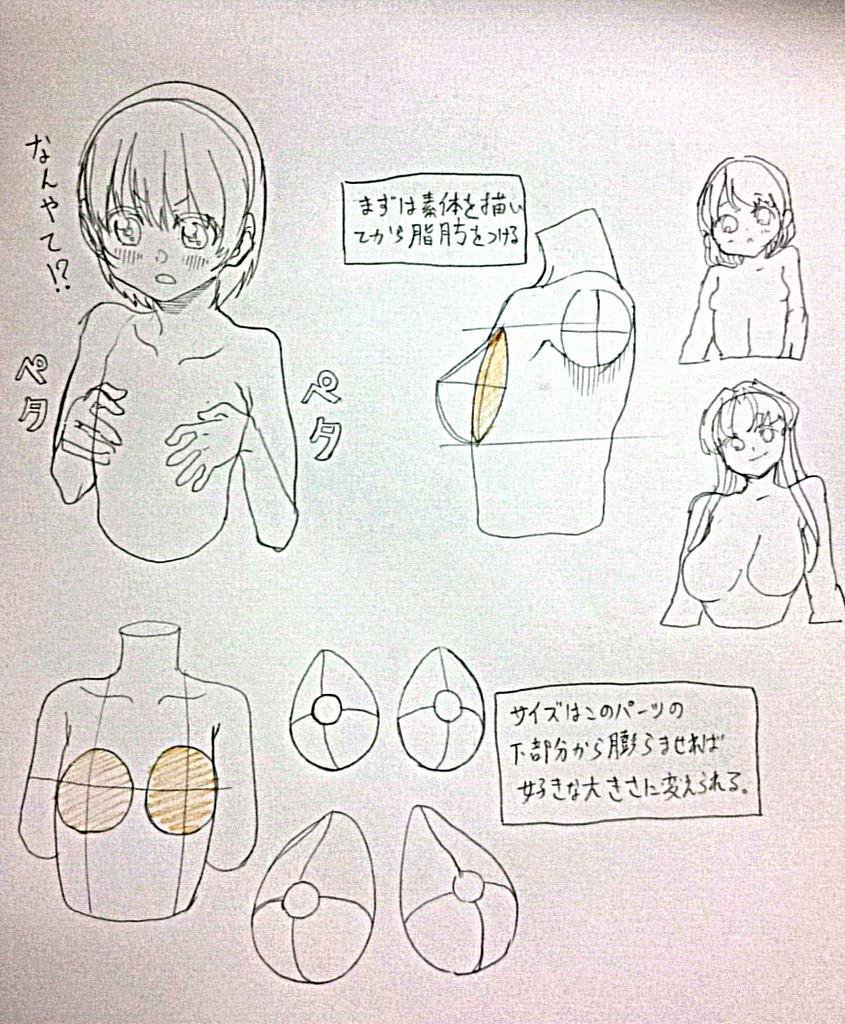 なんやて!?
ペタ
ペタ
まずは素体を描い
てから脂肪をつける
サイズはこのパーツの
下部分から膨らませれば
好きな大きさに変えられる。